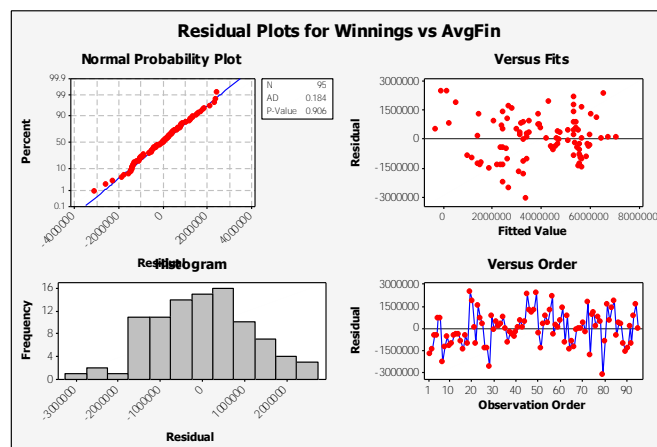 Residual Plots for Winnings vs AvgFin
Normal Probability Plot
99.9
99
90
50
10
1
0.1
Percent
-4000000
-2000000
0
2000000
4000000
Residual
N 95
AD 0.184
P-Value 0.906
Versus Fits
3000000
1500000
0
-1500000
-3000000
Residual
0
2000000
4000000
6000000
8000000
Fitted Value
Histogram
16
12
8
4
0
Frequency
-3000000
-2000000
-1000000
0
1000000
2000000
Residual
Versus Order
3000000
1500000
0
-1500000
-3000000
Residual
1 10 20 30 40 50 60 70 80 90
Observation Order